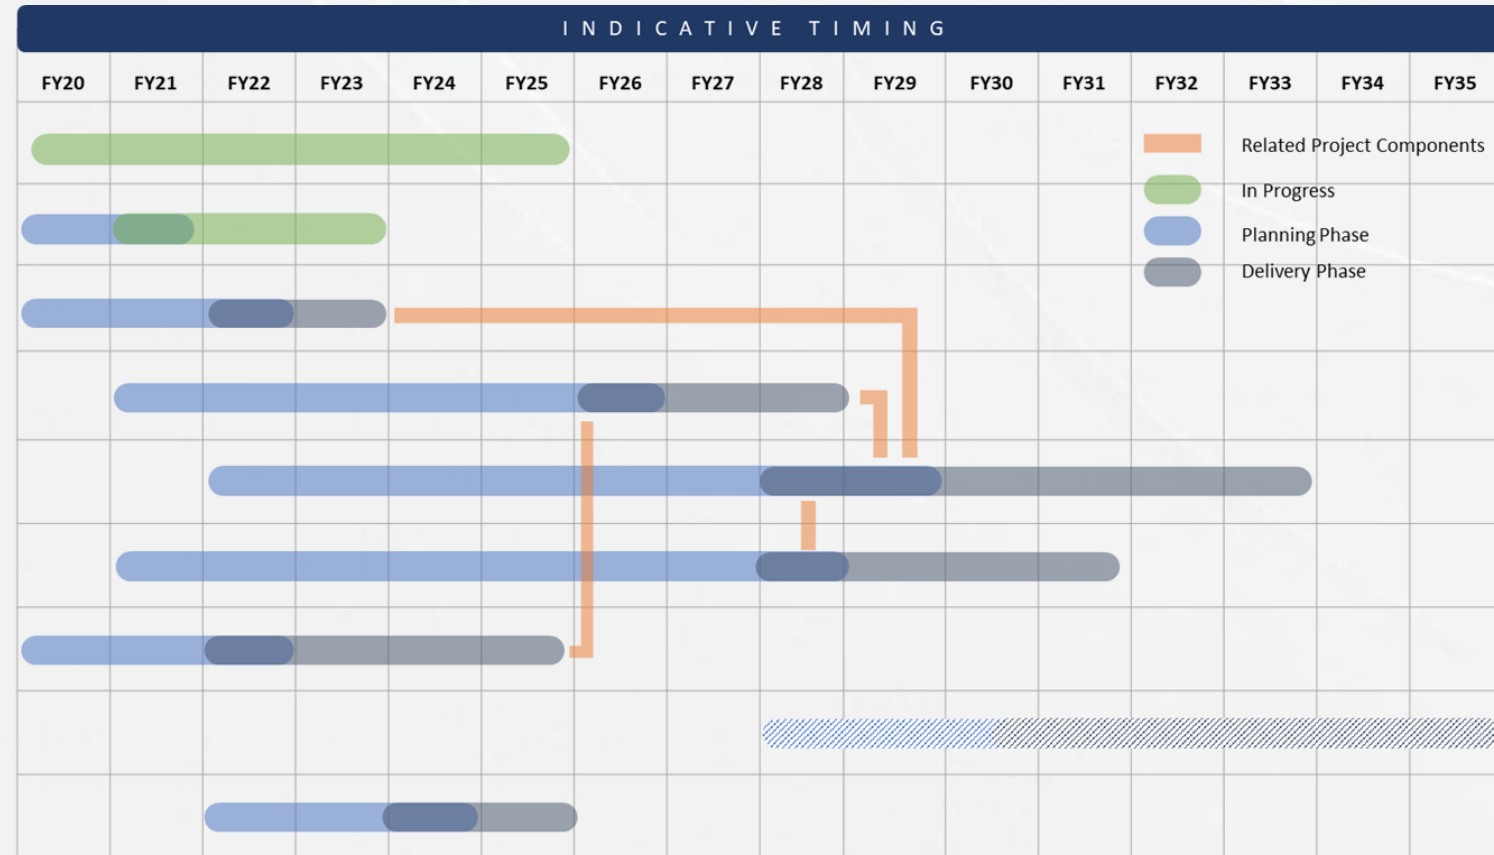 INDICATIVE TIMING
FY20 FY21 FY22 FY23 FY24 FY25 FY26 FY27 FY28 FY29 FY30 FY31 FY32 FY33 FY34 FY35
Related Project Components
In Progress
Planning Phase
Delivery Phase